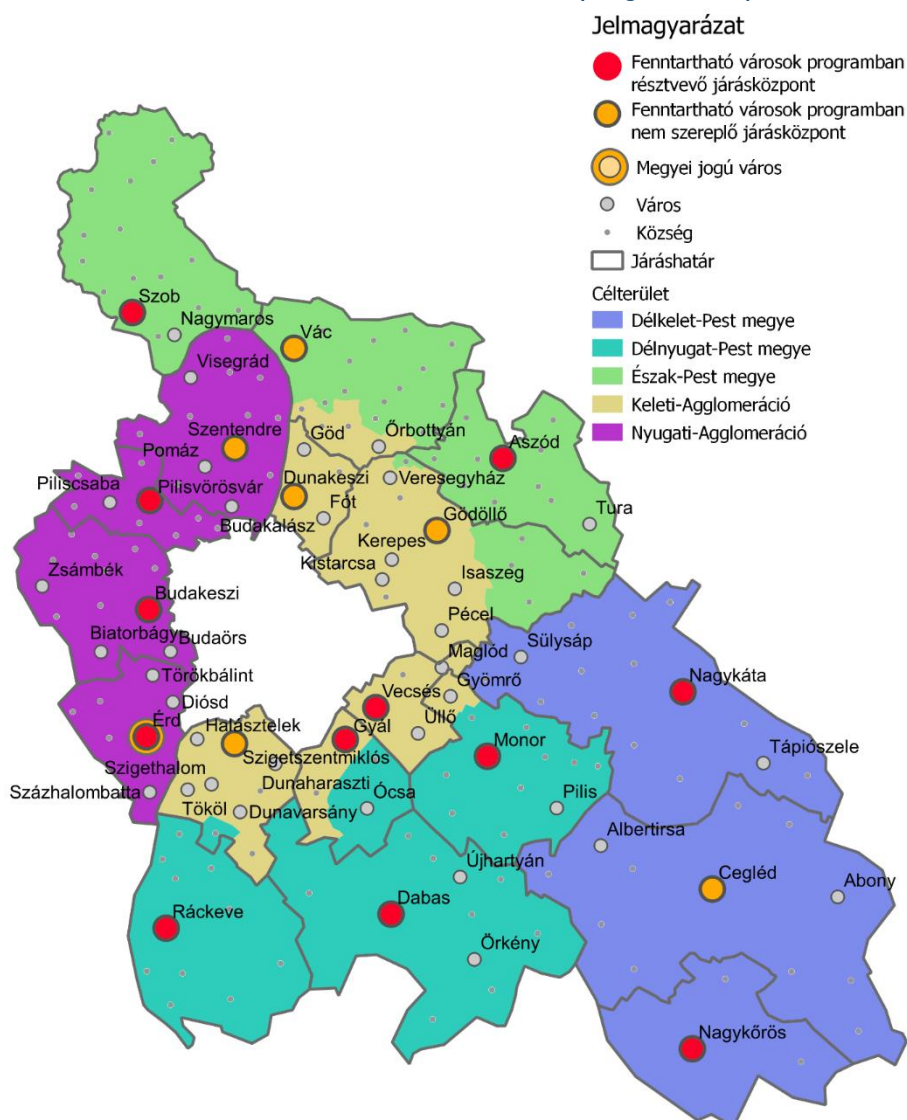 Jelmagyarázat
Fenntartható városok programban
résztvevő járásközpont
Fenntartható városok programban
nem szereplő járásközpont
Megyei jogú város
Város
Község
Járáshatár
Célterület
Délkelet-Pest megye
Délnyugat-Pest megye
Észak-Pest megye
Keleti-Agglomeráció
Nyugati-Agglomeráció
Szob
Nagymaros
Vác
Visegrád
Szentendre
Göd
Őrbottyán
Aszód
Pomáz
Piliscsaba
Pilisvörösvár
Dunakeszi
Veresegyház
Fót
Budakalász
Gödöllő
Tura
Kerepes
Kistarcsa
Zsámbék
Isaszeg
Budakeszi
Pécel
Biatorbágy
Budaörs
Sülysáp
Maglód
Törökbálint
Gyömrő
Nagykáta
Diósd
Vecsés
Érd
Halásztelek
Gyál
Üllő
Szigetszentmiklós
Monor
Szigethalom
Tápiószele
Százhalombatta
Dunaharaszti
Tököl
Dunavarsány
Ócsa
Pilis
Albertirsa
Újhartyán
Cegléd
Abony
Ráckeve
Dabas
Örkény
Nagykőrös